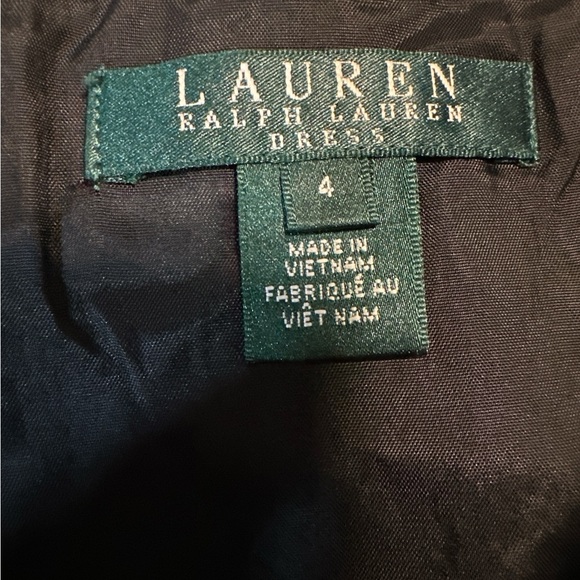 LAUREN
RALPH LAUREN
DRESS
4
MADE IN
VIETNAM
FABRIQUÉ AU
VIÊT NAM